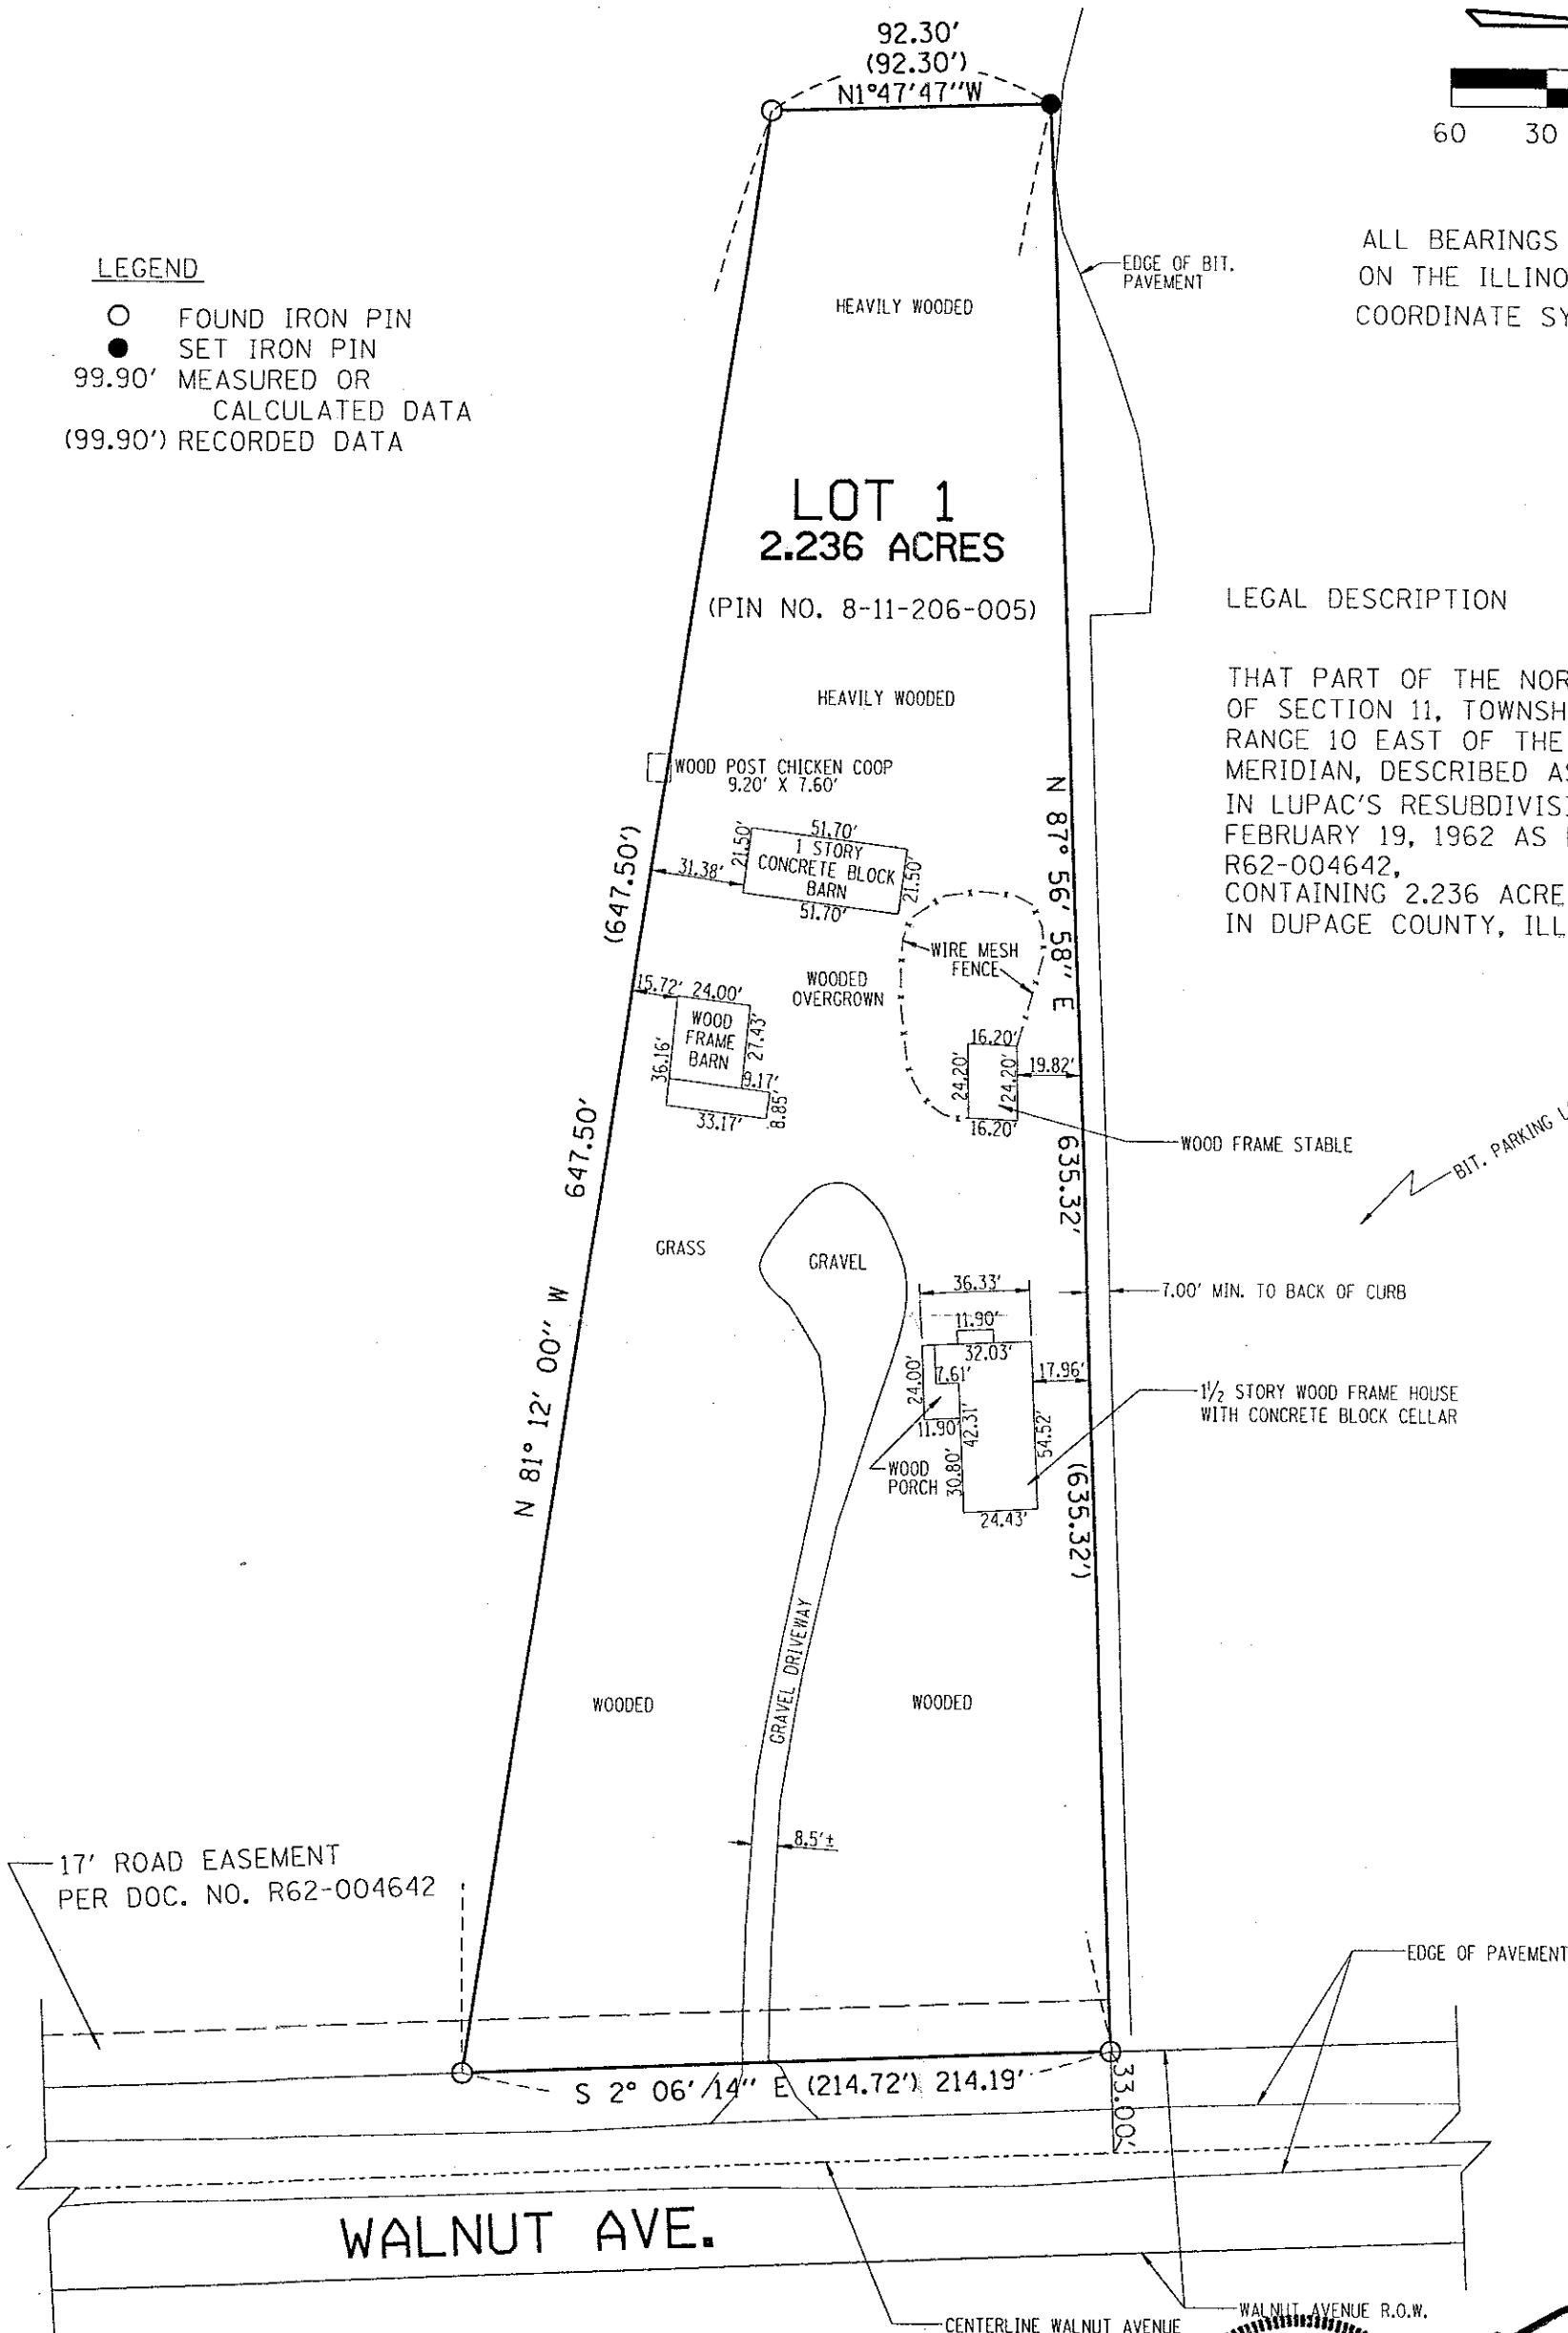 92.30'
(92.30')
N1°47'47"W
60 30
LEGEND
FOUND IRON PIN
SET IRON PIN
99.90' MEASURED OR
CALCULATED DATA
(99.90') RECORDED DATA
ALL BEARINGS
ON THE ILLINO
COORDINATE SY
EDGE OF BIT.
PAVEMENT
HEAVILY WOODED
LOT 1
2.236 ACRES
(PIN NO. 8-11-206-005)
LEGAL DESCRIPTION
THAT PART OF THE NOR
OF SECTION 11, TOWNSH
RANGE 10 EAST OF THE
MERIDIAN, DESCRIBED AS
IN LUPAC'S RESUBDIVISI
FEBRUARY 19, 1962 AS
R62-004642,
CONTAINING 2.236 ACRE
IN DUPAGE COUNTY, ILL
HEAVILY WOODED
WOOD POST CHICKEN COOP
9.20' X 7.60'
51.70'
21.50'
1 STORY
CONCRETE BLOCK
BARN
21.50'
51.70'
31.38'
(647.50')
N 87° 56' 58" E
WIRE MESH
FENCE
WOODED
OVERGROWN
15.72' 24.00'
WOOD
FRAME
BARN
27.43'
36.16'
9.17'
8.85'
33.17'
16.20'
24.20'
24.20'
19.82'
16.20'
WOOD FRAME STABLE
647.50'
635.32'
BIT. PARKING
GRASS
GRAVEL
36.33'
7.00' MIN. TO BACK OF CURB
11.90'
32.03'
24.00'
7.61'
17.96'
1½ STORY WOOD FRAME HOUSE
WITH CONCRETE BLOCK CELLAR
11.90'
42.31'
54.52'
WOOD
PORCH
30.80'
24.43'
N 81° 12' 00" W
(635.32')
GRAVEL DRIVEWAY
WOODED
WOODED
8.5'±
17' ROAD EASEMENT
PER DOC. NO. R62-004642
EDGE OF PAVEMENT
S 2° 06' 14" E (214.72') 214.19'
33.00'
WALNUT AVE.
WALNUT AVENUE R.O.W.
CENTERLINE WALNUT AVENUE